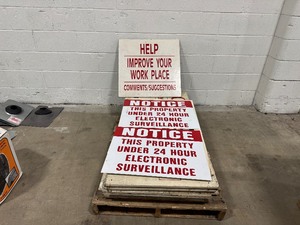 HELP
IMPROVE YOUR
WORK PLACE
COMMENTS/SUGGESTIONS
NOTICE
THIS PROPERTY
UNDER 24 HOUR
ELECTRONIC
SURVEILLANCE
NOTICE
THIS PROPERTY
UNDER 24 HOUR
ELECTRONIC
SURVEILLANCE